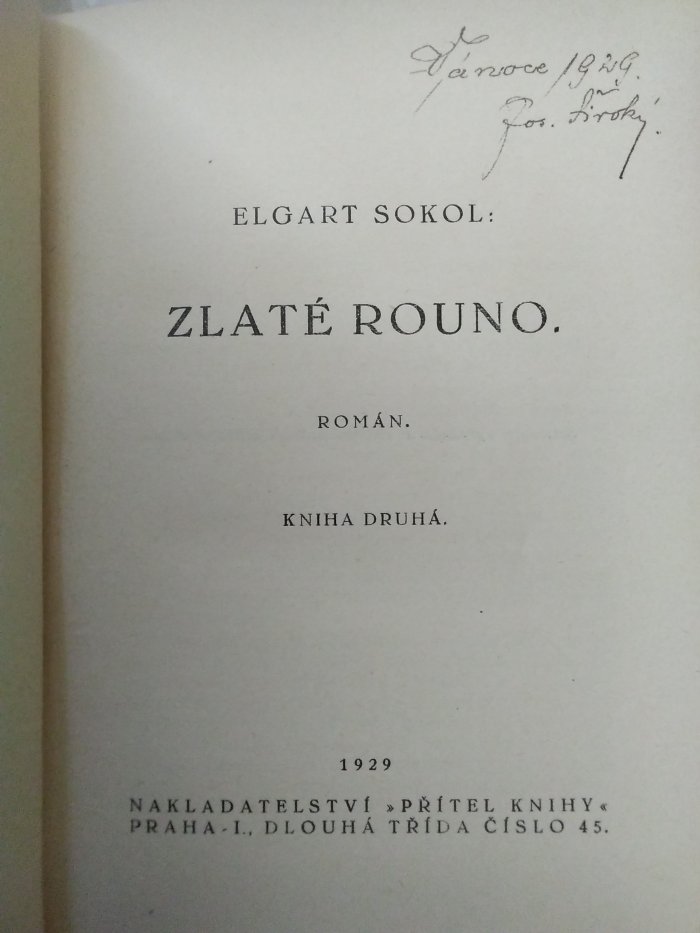 Vánoce 1929.
Jos. Široký.
ELGART SOKOL:
ZLATÉ ROUNO.
ROMÁN.
KNIHA DRUHÁ.
1929
NAKLADATELSTVÍ »PŘÍTEL KNIHY«
PRAHA-I., DLOUHÁ TŘÍDA ČÍSLO 45.